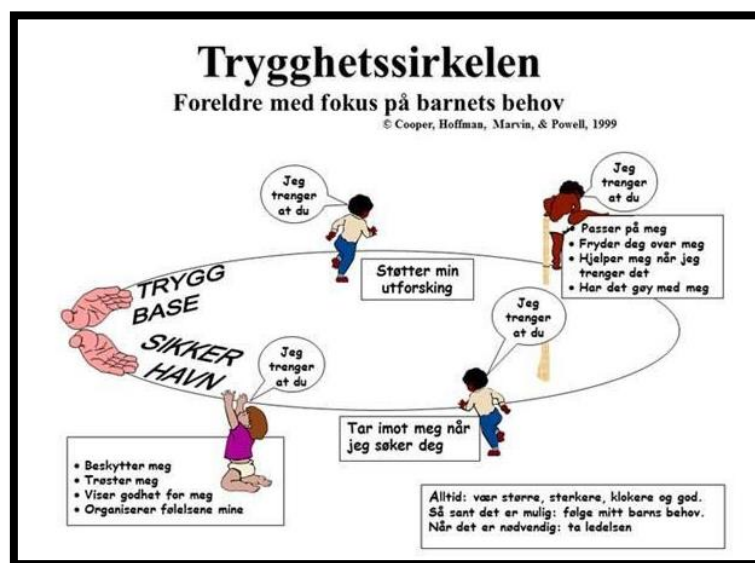 Trygghetssirkelen
Foreldre med fokus på barnets behov
© Cooper, Hoffman, Marvin, & Powell, 1999
Jeg
trenger
at du
Støtter min
utforsking
Jeg
trenger
at du
• Passer på meg
• Fryder deg over meg
• Hjelper meg når jeg
trenger det
• Har det gøy med meg
TRYGG
BASE
SIKKER
HAVN
Jeg
trenger
at du
Tar imot meg når
jeg søker deg
Jeg
trenger
at du
• Beskytter meg
• Trøster meg
• Viser godhet for meg
• Organiserer følelsene mine
Alltid: vær større, sterkere, klokere og god.
Så sant det er mulig: følge mitt barns behov.
Når det er nødvendig: ta ledelsen